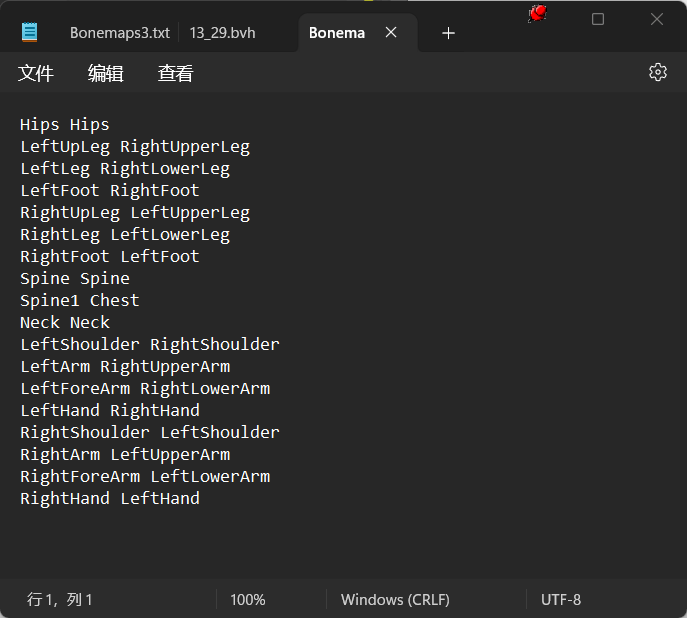 Bonemaps3.txt 13_29.bvh Bonema
文件 编辑 查看
Hips Hips
LeftUpLeg RightUpperLeg
LeftLeg RightLowerLeg
LeftFoot RightFoot
RightUpLeg LeftUpperLeg
RightLeg LeftLowerLeg
RightFoot LeftFoot
Spine Spine
Spine1 Chest
Neck Neck
LeftShoulder RightShoulder
LeftArm RightUpperArm
LeftForeArm RightLowerArm
LeftHand RightHand
RightShoulder LeftShoulder
RightArm LeftUpperArm
RightForeArm LeftLowerArm
RightHand LeftHand
行 1，列 1 100% Windows (CRLF) UTF-8